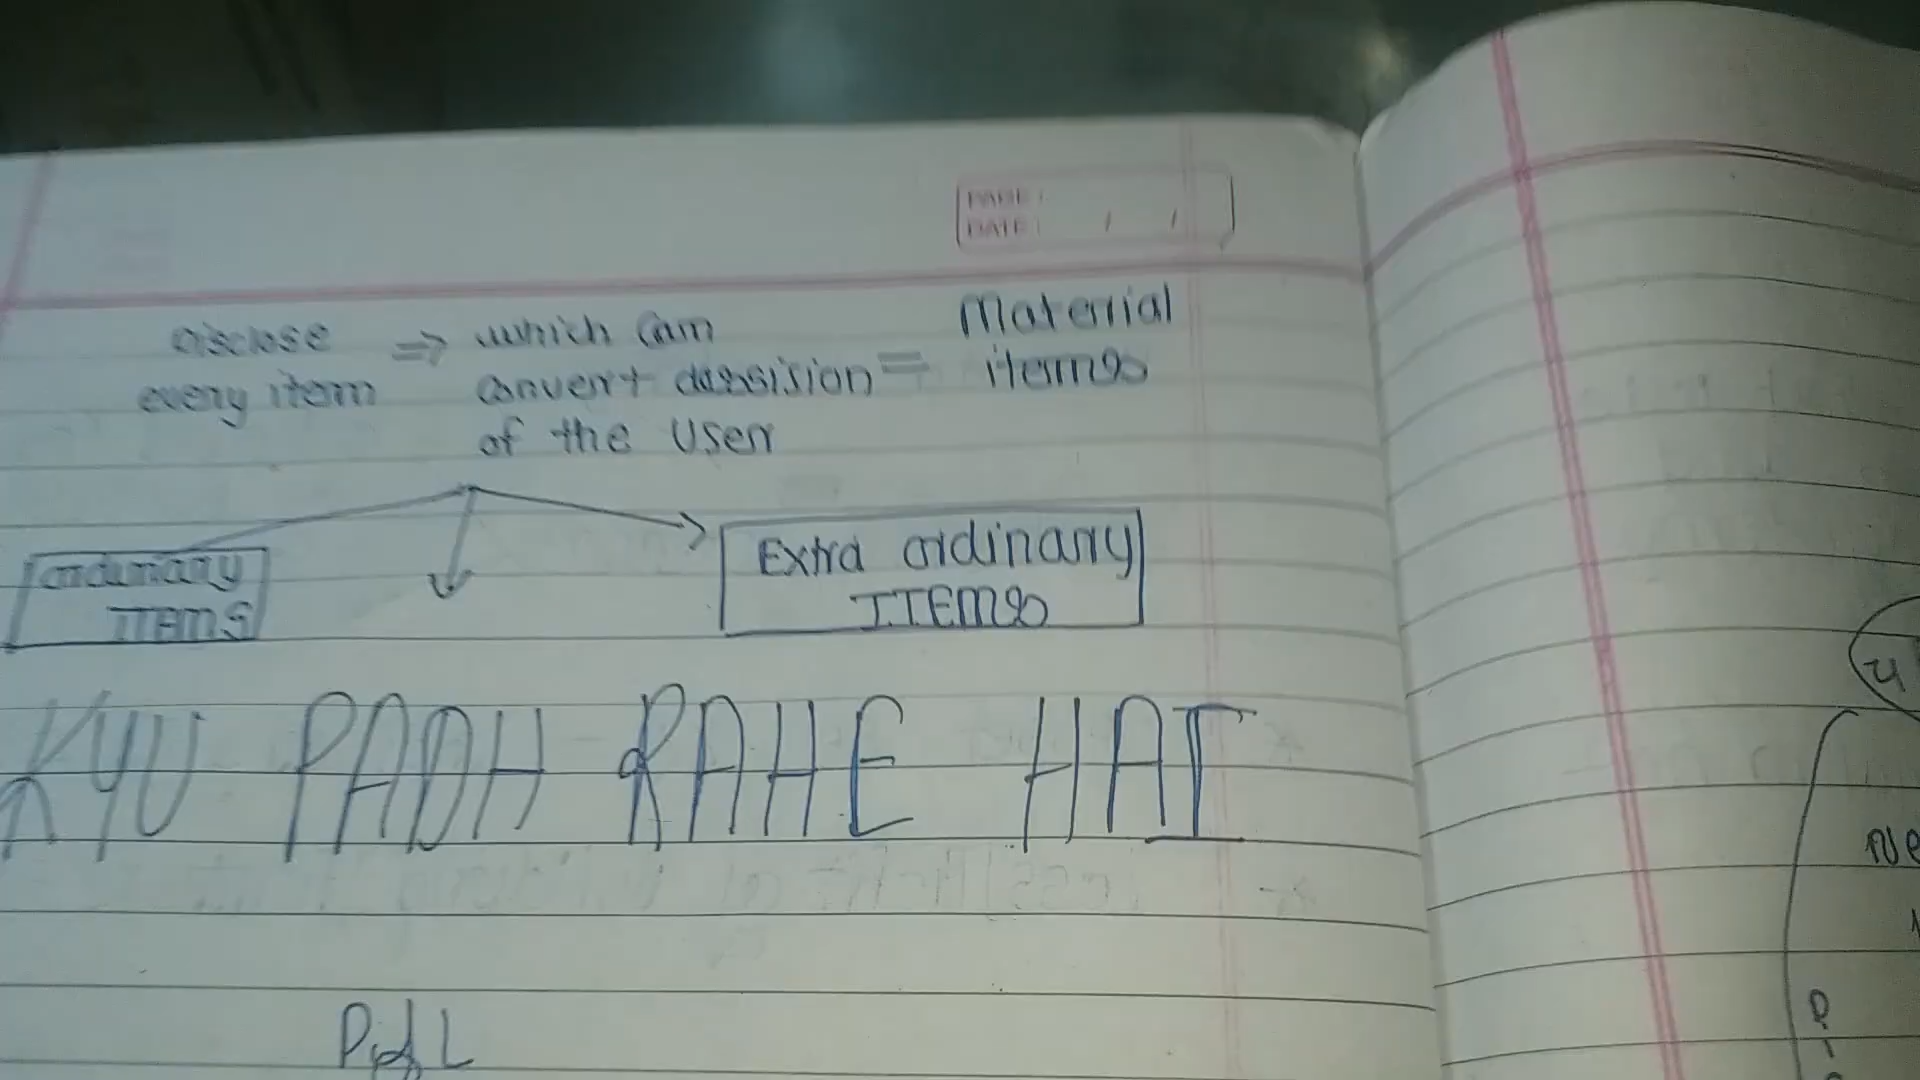 PAGE :
DATE : / /
Disclose ⇒ which can Material
every item convert dessision = items
of the user
ordinary Extra ordinary
ITEMS ITEMS
KYU PADH RAHE HAI
P & L